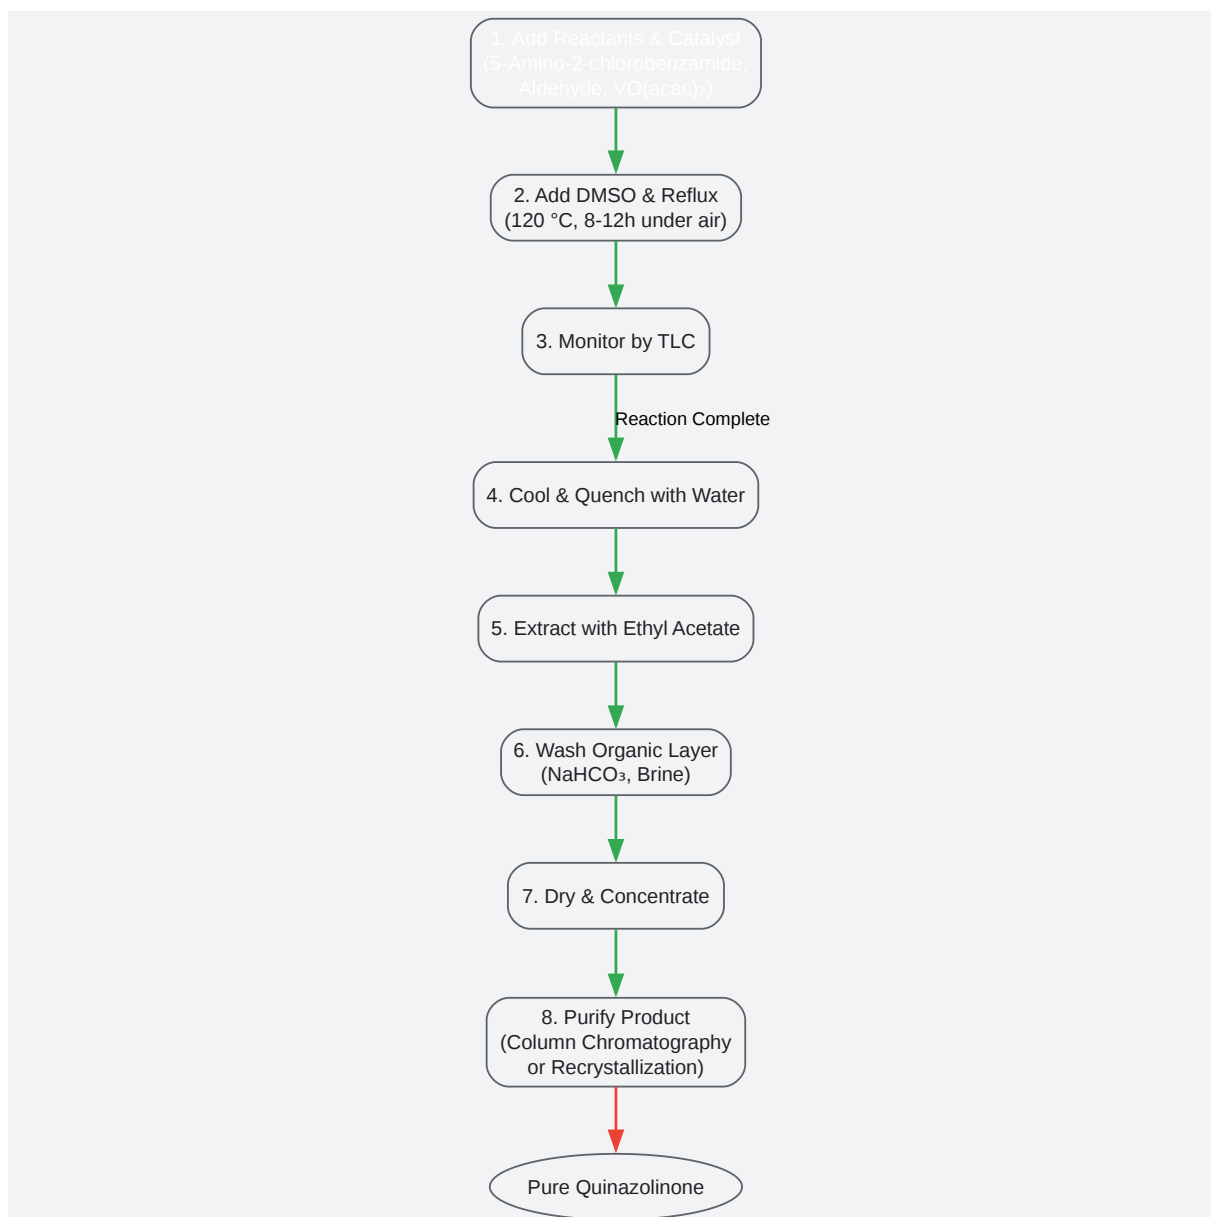 1. Add Reactants & Catalyst
(5-Amino-2-chlorobenzamide,
Aldehyde, VO(acac)₂)
2. Add DMSO & Reflux
(120 °C, 8-12h under air)
3. Monitor by TLC
Reaction Complete
4. Cool & Quench with Water
5. Extract with Ethyl Acetate
6. Wash Organic Layer
(NaHCO₃, Brine)
7. Dry & Concentrate
8. Purify Product
(Column Chromatography
or Recrystallization)
Pure Quinazolinone